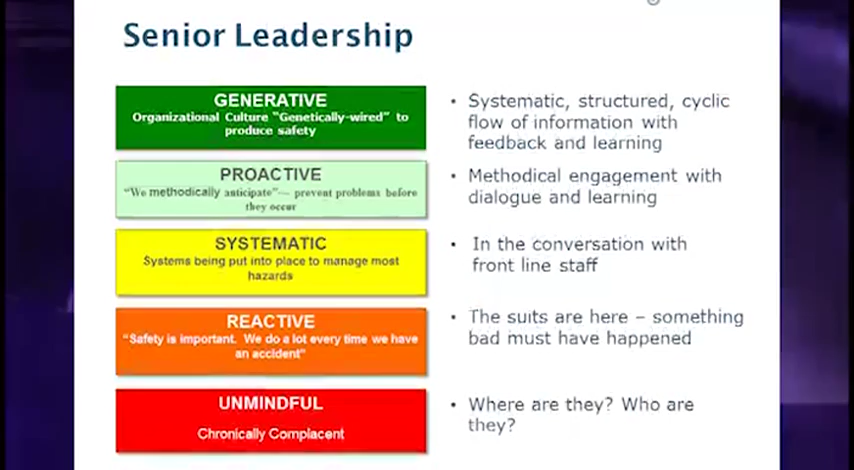 Senior Leadership
GENERATIVE
Organizational Culture "Genetically-wired" to
produce safety
• Systematic, structured, cyclic
flow of information with
feedback and learning
PROACTIVE
"We methodically anticipate"— prevent problems before
they occur
• Methodical engagement with
dialogue and learning
SYSTEMATIC
Systems being put into place to manage most
hazards
• In the conversation with
front line staff
REACTIVE
"Safety is important. We do a lot every time we have
an accident"
• The suits are here – something
bad must have happened
UNMINDFUL
Chronically Complacent
• Where are they? Who are
they?